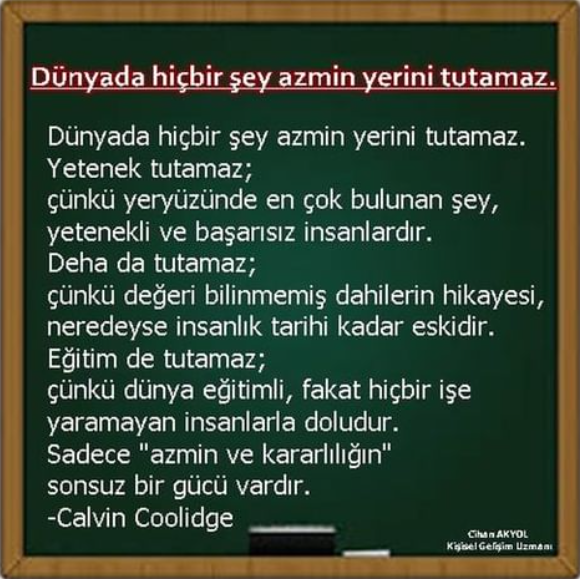 Dünyada hiçbir şey azmin yerini tutamaz.
Dünyada hiçbir şey azmin yerini tutamaz.
Yetenek tutamaz;
çünkü yeryüzünde en çok bulunan şey,
yetenekli ve başarısız insanlardır.
Deha da tutamaz;
çünkü değeri bilinmemiş dahilerin hikayesi,
neredeyse insanlık tarihi kadar eskidir.
Eğitim de tutamaz;
çünkü dünya eğitimli, fakat hiçbir işe
yaramayan insanlarla doludur.
Sadece "azmin ve kararlılığın"
sonsuz bir gücü vardır.
-Calvin Coolidge
Cihan AKYOL
Kişisel Gelişim Uzmanı